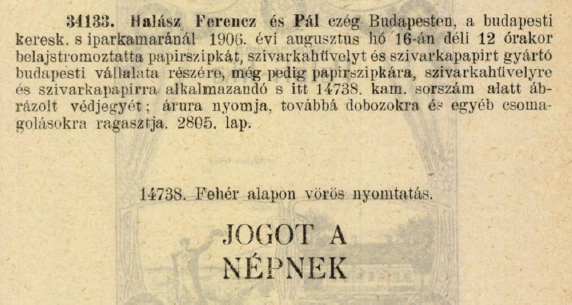 34133. Halász Ferencz és Pál czég Budapesten, a budapesti
keresk. s iparkamaránál 1906. évi augusztus hó 16-án déli 12 órakor
belajstromoztatta papirszipkát, szivarkahüvelyt és szivarkapapirt gyártó
budapesti vállalata részére, még pedig papirszipkára, szivarkahüvelyre
és szivarkapapirra alkalmazandó s itt 14738. kam. sorszám alatt áb-
rázolt védjegyét; árura nyomja, továbbá dobozokra és egyéb csoma-
golásokra ragasztja. 2805. lap.
14738. Fehér alapon vörös nyomtatás.
JOGOT A
NÉPNEK